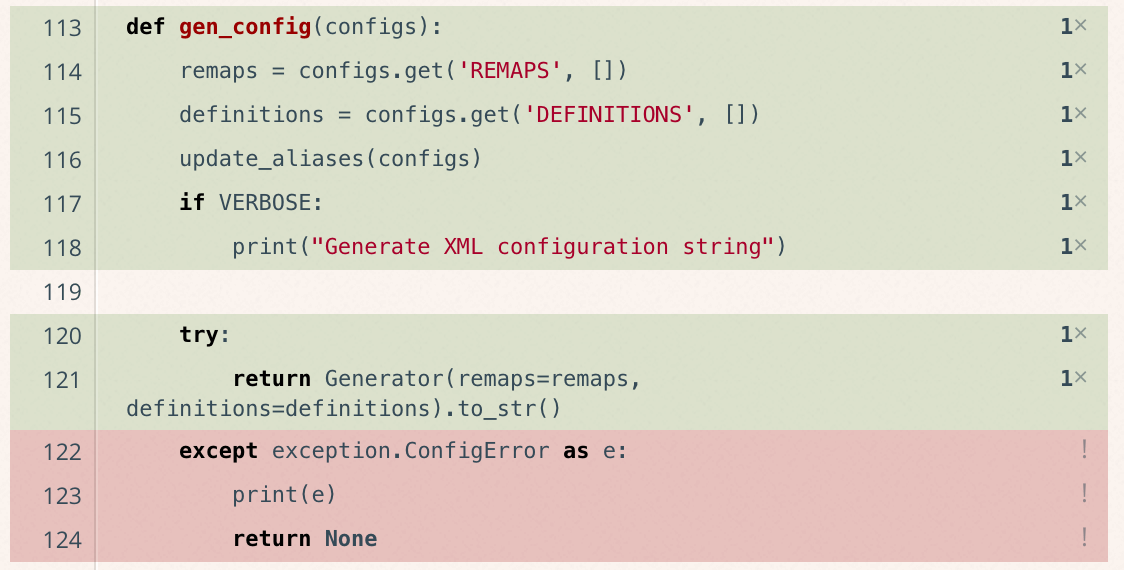 113 def gen_config(configs): 1×
114 remaps = configs.get('REMAPS', []) 1×
115 definitions = configs.get('DEFINITIONS', []) 1×
116 update_aliases(configs) 1×
117 if VERBOSE: 1×
118 print("Generate XML configuration string") 1×
119
120 try: 1×
121 return Generator(remaps=remaps, 1×
definitions=definitions).to_str()
122 except exception.ConfigError as e: !
123 print(e) !
124 return None !